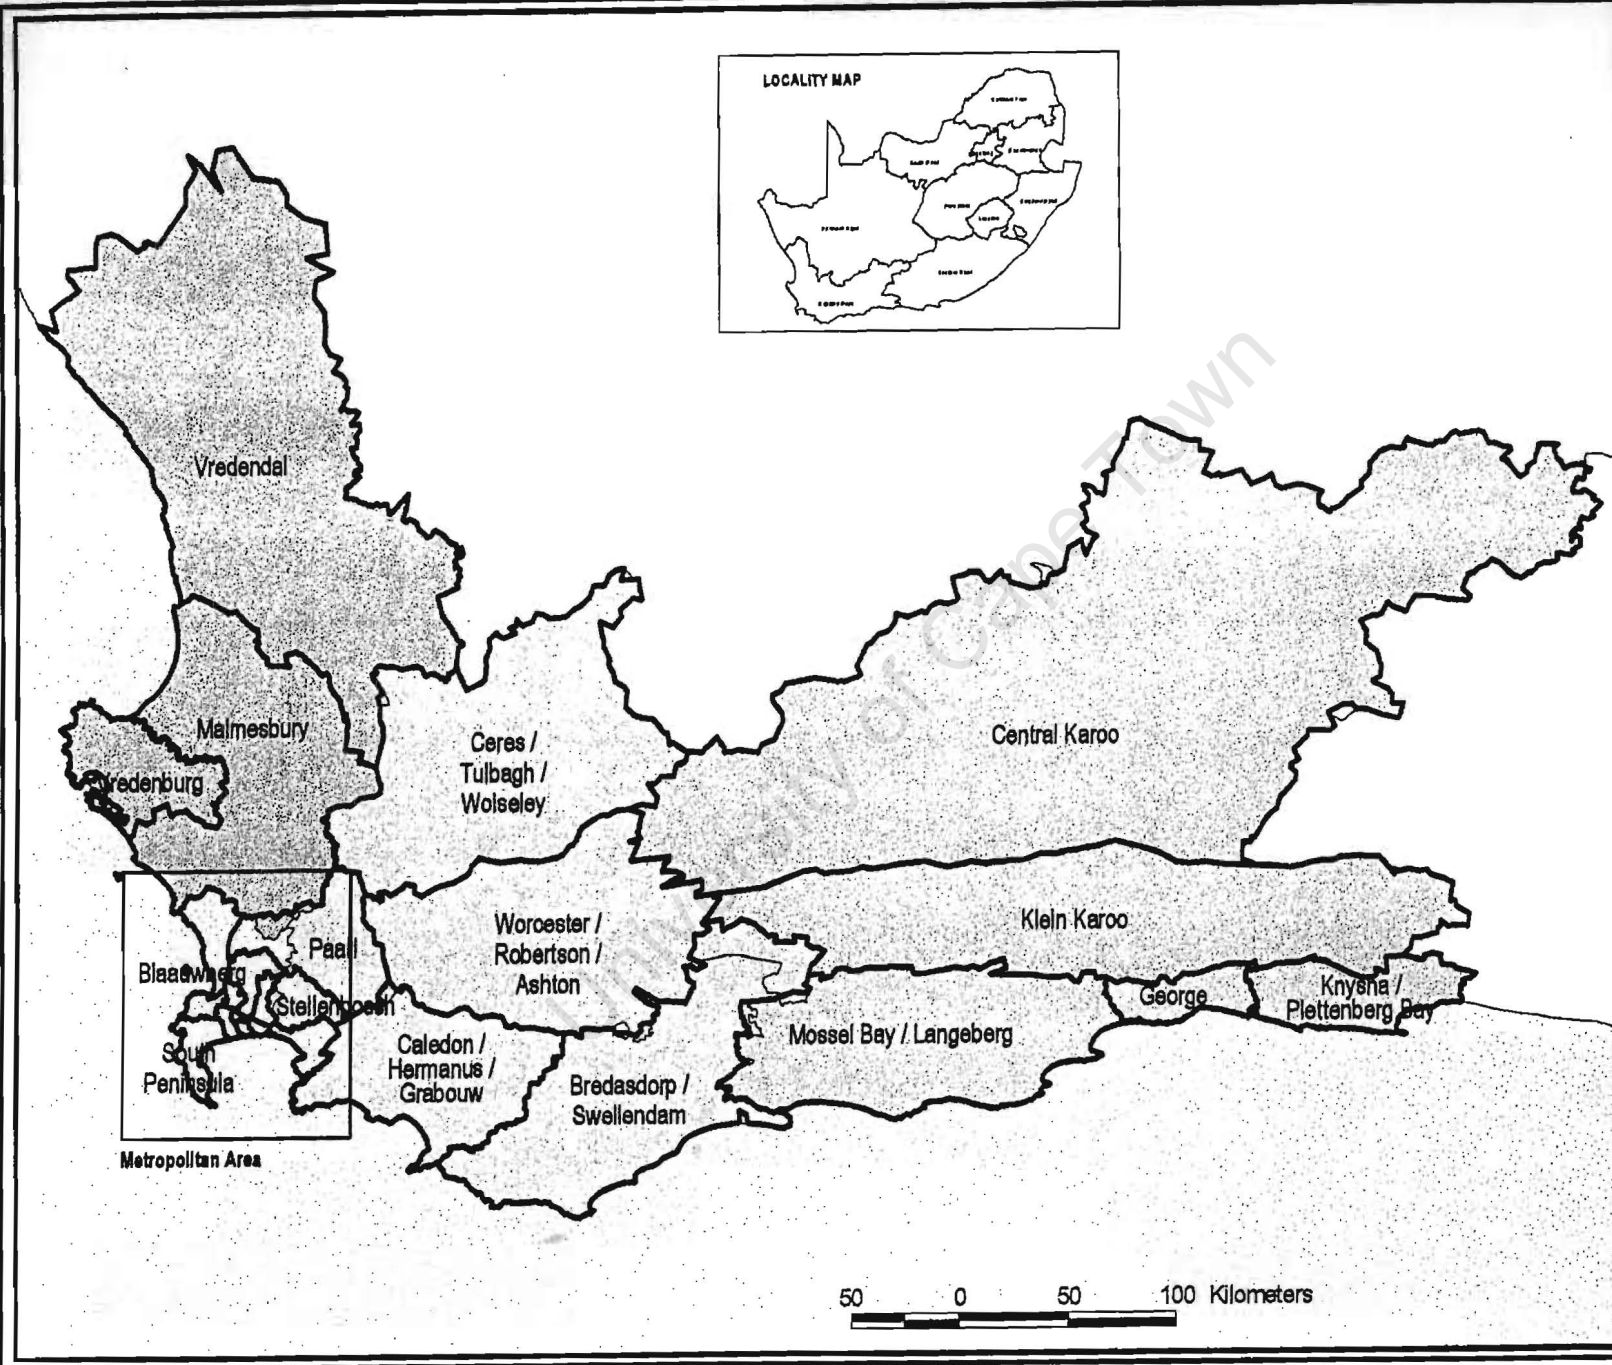 LOCALITY MAP
Vredendal
Malmesbury
Vredenburg
Ceres /
Tulbagh /
Wolseley
Central Karoo
Worcester /
Robertson /
Ashton
Klein Karoo
Paarl
Blaauwberg
Stellenbosch
South
Peninsula
Caledon /
Hermanus /
Grabouw
Bredasdorp /
Swellendam
Mossel Bay / Langeberg
George
Knysna /
Plettenberg Bay
Metropolitan Area
50 0 50 100 Kilometers
University of Cape Town